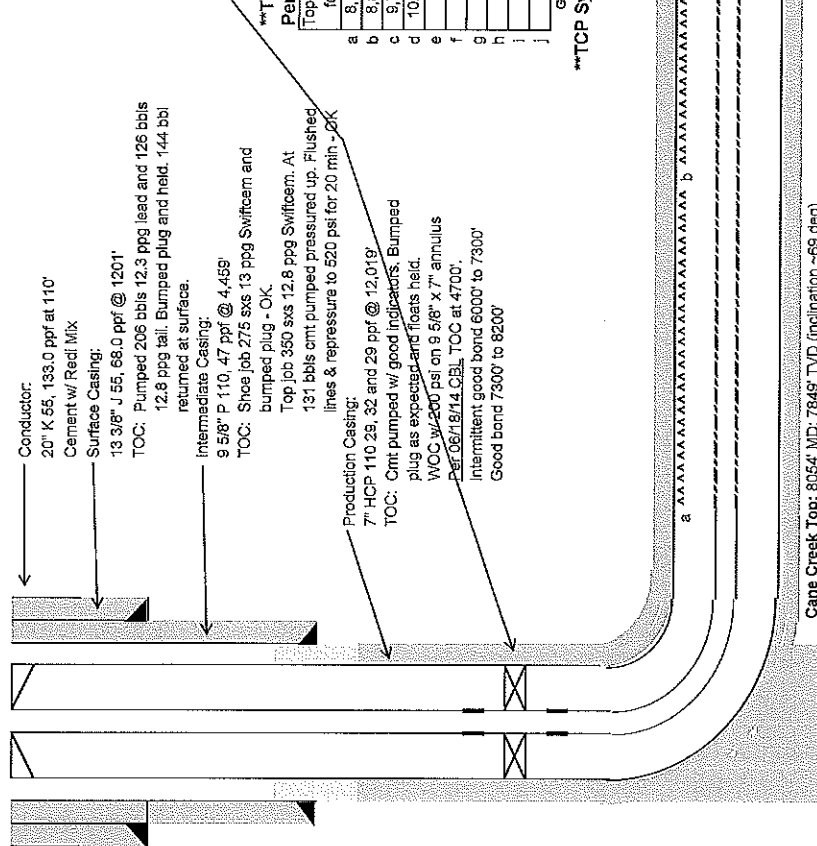 Conductor:
20" K 55, 133.0 ppf at 110'
Cement w/ Redi Mix
Surface Casing:
13 3/8" J 55, 68.0 ppf @ 1201'
TOC: Pumped 206 bbls 12.3 ppg lead and 126 bbls
12.8 ppg tail. Bumped plug and held. 144 bbl
returned at surface.
Intermediate Casing:
9 5/8" P 110, 47 ppf @ 4,459'
TOC: Shoe job 275 sxs 13 ppg Swiftcem and
bumped plug - OK.
Top job 350 sxs 12.8 ppg Swiftcem. At
131 bbls cmt pumped pressured up. Flushed
lines & repressure to 520 psi for 20 min - OK
Production Casing:
7" HCP 110 29, 32 and 29 ppf @ 12,019'
TOC: Cmt pumped w/ good indicators. Bumped
plug as expected and floats held.
WOC w/ 200 psi on 9 5/8" x 7" annulus
Per 06/18/14 CBL TOC at 4700'.
Intermittent good bond 6000' to 7300'
Good bond 7300' to 8200'
**T
Per
Top
fe
a 8,
b 8,
c 9,
d 10,
e
f
g
h
i
j
G
**TCP Sy
a
b
Cane Creek Top: 8054' MD; 7849' TVD (inclination ~69 deg)